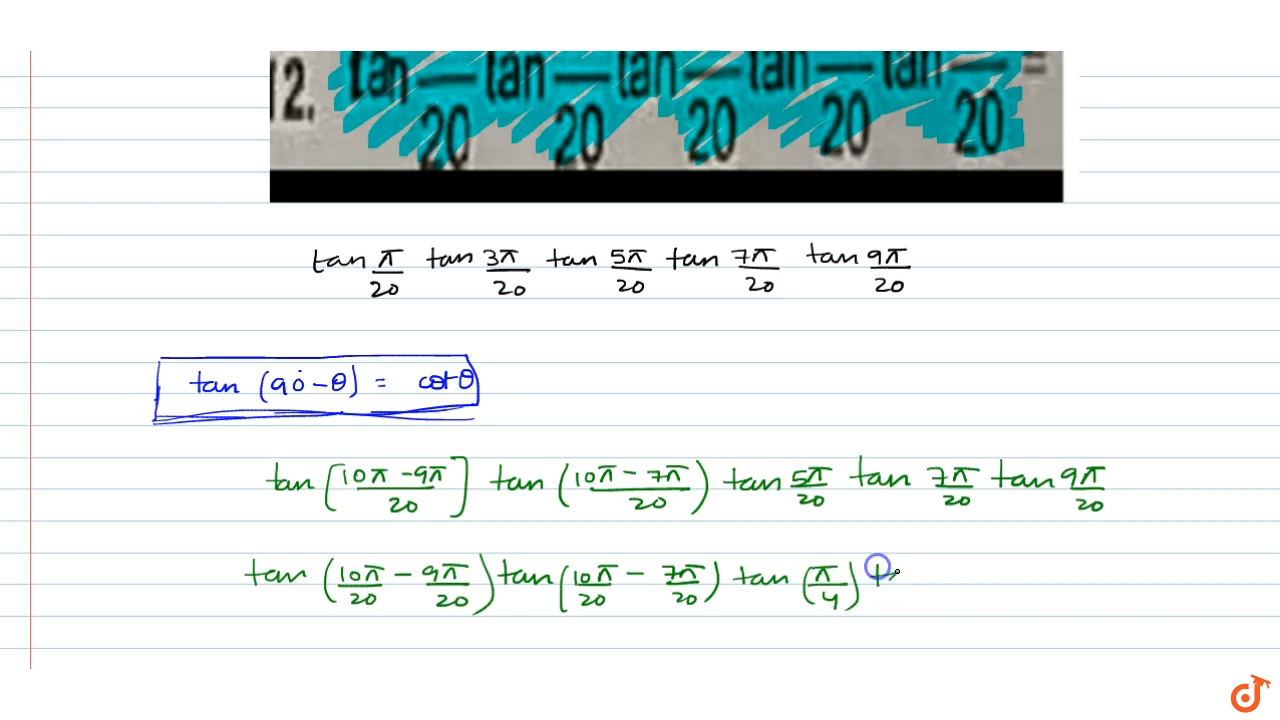 12. tan — tan — tan — tan — tan — =
20 20 20 20 20
tan π/20 tan 3π/20 tan 5π/20 tan 7π/20 tan 9π/20
tan (90° − θ) = cot θ
tan [10π − 9π / 20] tan (10π − 7π / 20) tan 5π/20 tan 7π/20 tan 9π/20
tan (10π/20 − 9π/20) tan (10π/20 − 7π/20) tan (π/4)